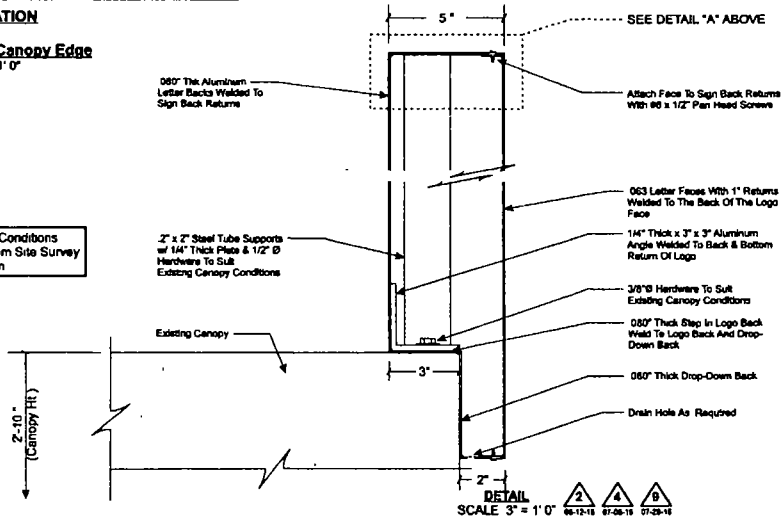 ATION
Canopy Edge
1' 0"
Conditions
om Site Survey
n
5"
SEE DETAIL "A" ABOVE
Thk Aluminum
Letter Backs Welded To
Sign Back Returns
Attach Face To Sign Back Returns
With #8 x 1/2" Pan Head Screws
.063 Letter Faces With 1" Returns
Welded To The Back Of The Logo
Face
2" x 2" Steel Tube Supports
w/ 1/4" Thick Plate & 1/2" Ø
Hardware To Suit
Existing Canopy Conditions
1/4" Thick x 3" x 3" Aluminum
Angle Welded To Back & Bottom
Return Of Logo
3/8"Ø Hardware To Suit
Existing Canopy Conditions
Thick Step In Logo Back
Weld To Logo Back And Drop-
Down Back
Existing Canopy
3"
Thick Drop-Down Back
2'-10"
(Canopy Ht)
Drain Hole As Required
2"
DETAIL
SCALE 3" = 1' 0"
2
4
9